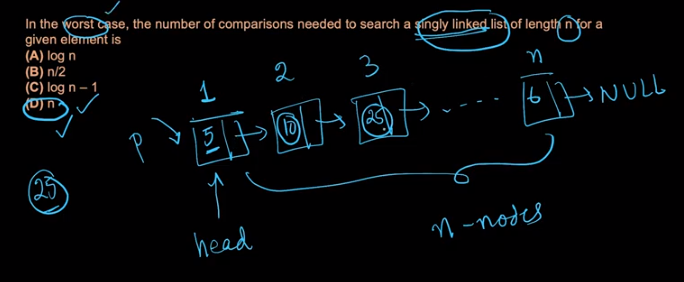 In the worst case, the number of comparisons needed to search a singly linked list of length n for a
given element is
(A) log n
(B) n/2
(C) log n – 1
(D) n
1 2 3 n
p 5 10 25 6 NULL
25
head
n-nodes